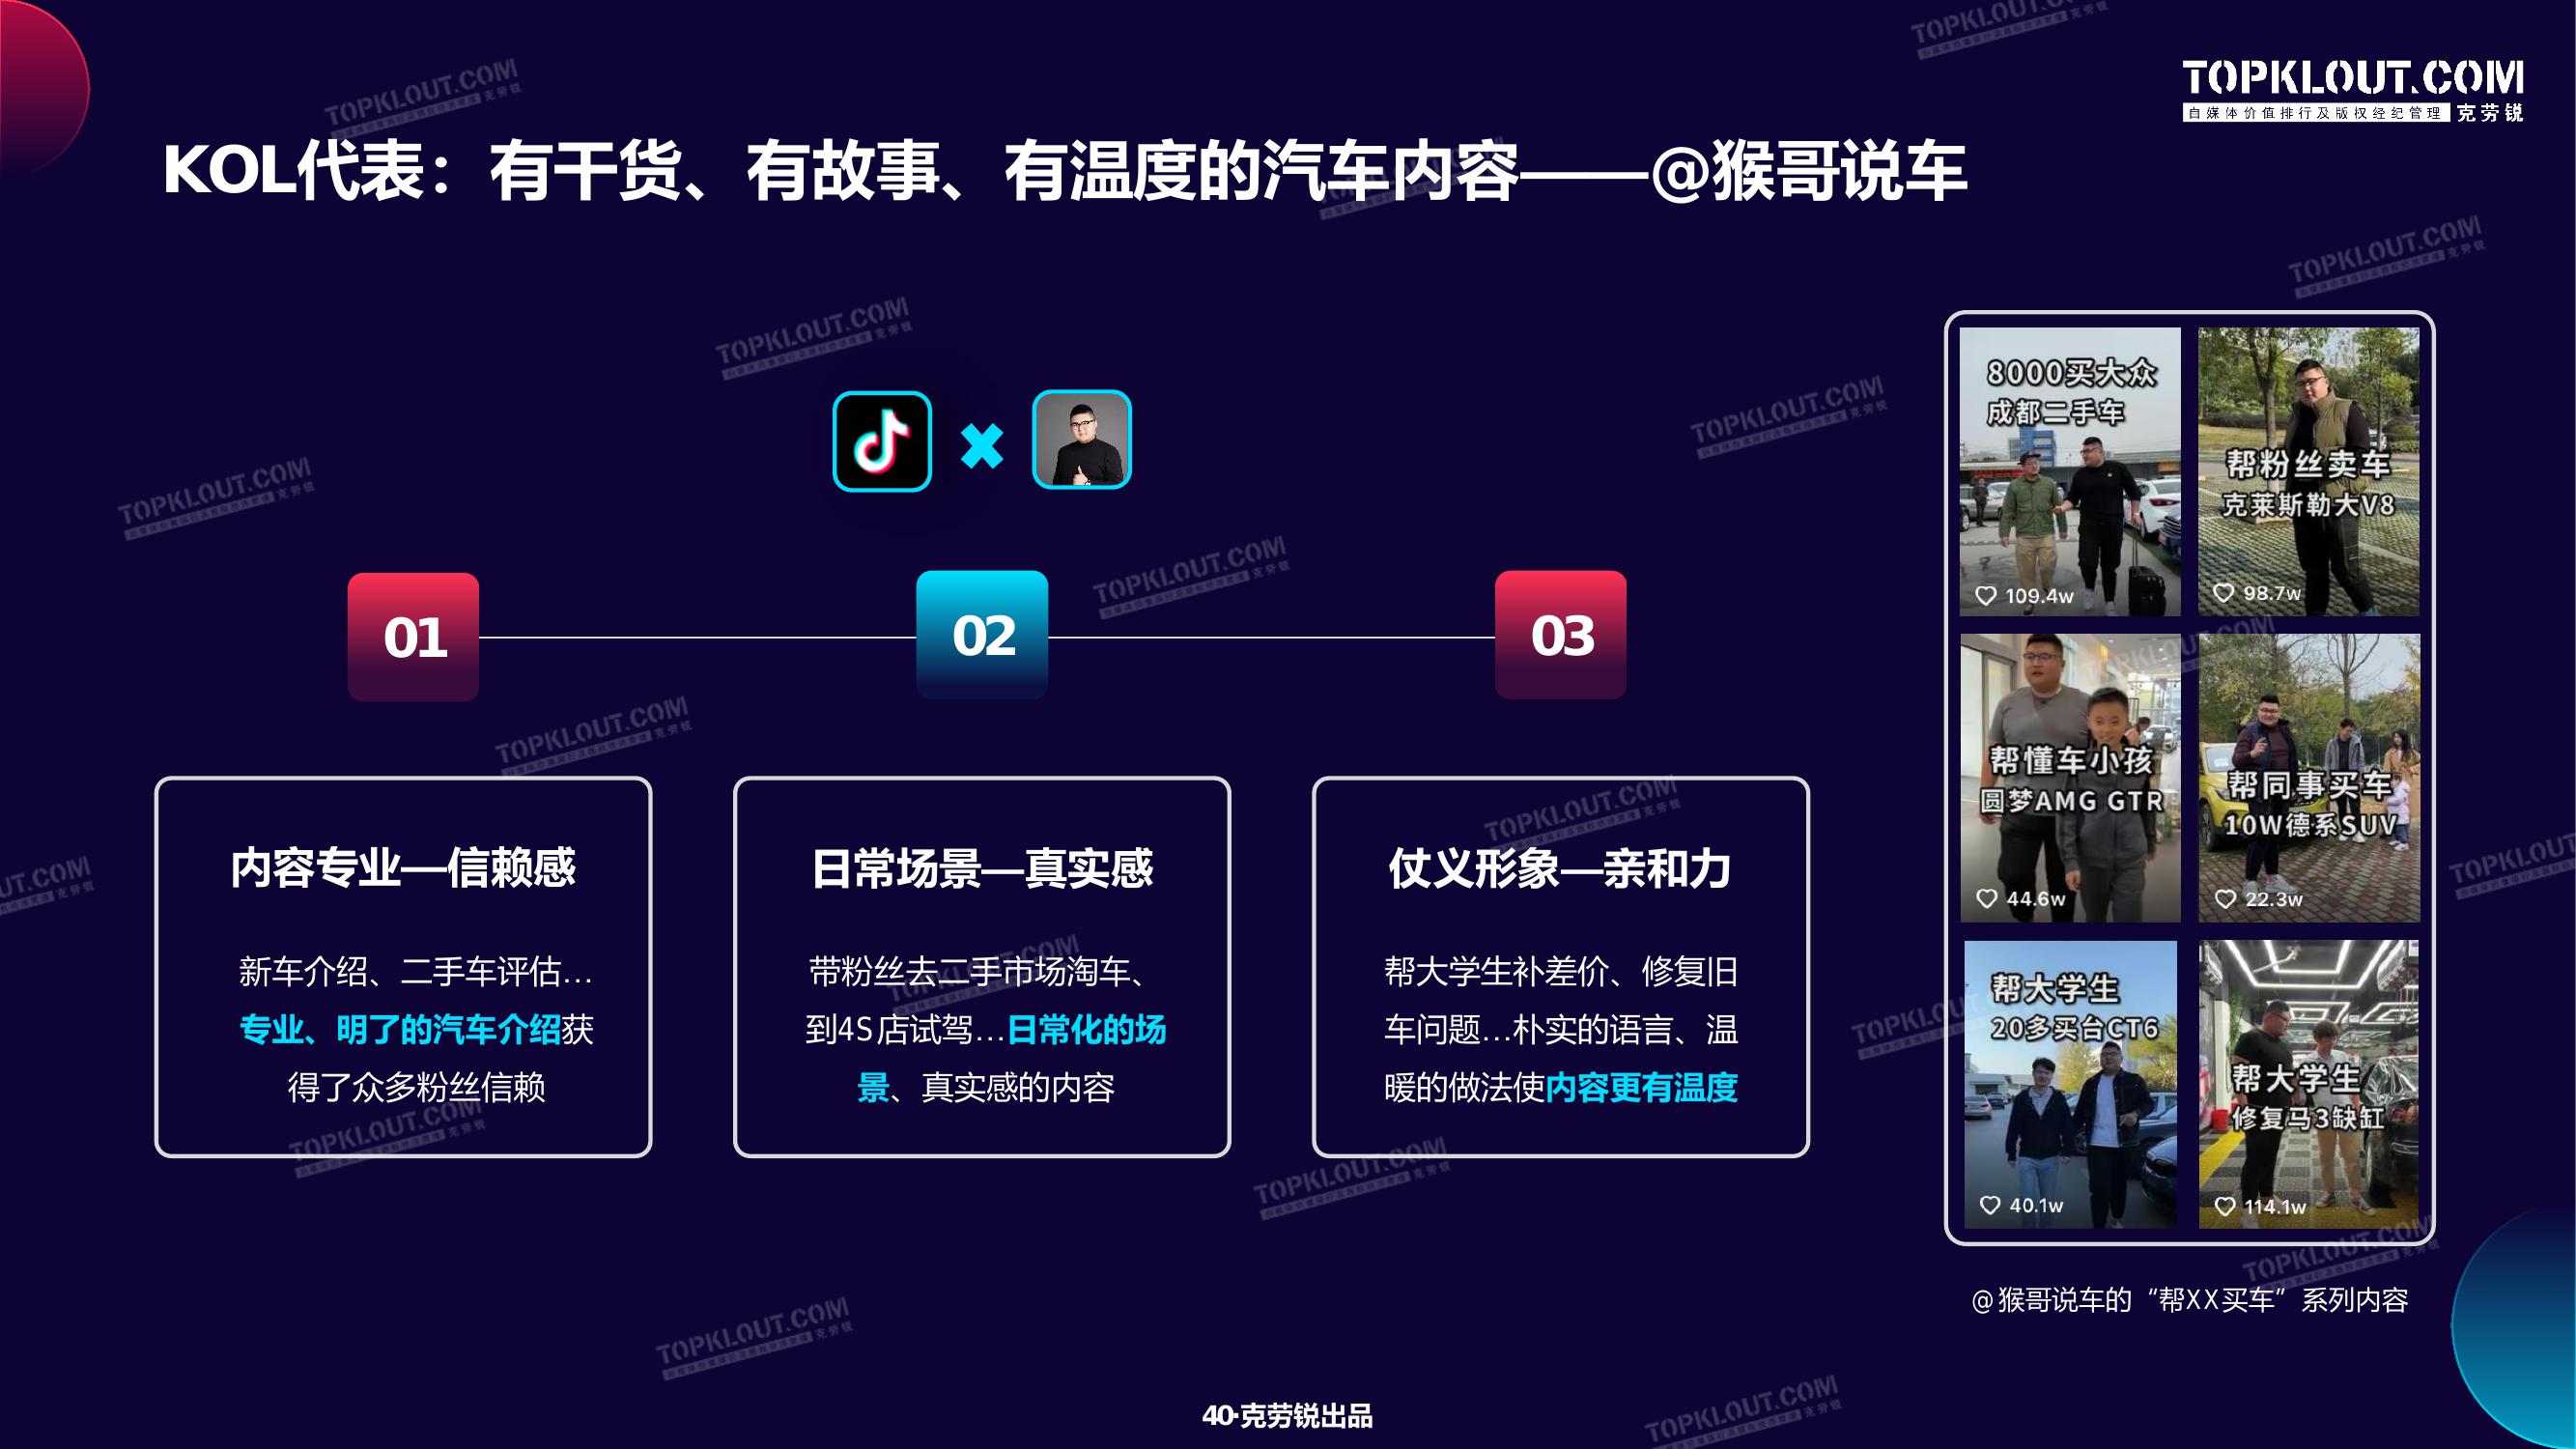 TOPKLOUT.COM
自媒体价值排行及版权经纪管理 克劳锐
KOL代表：有干货、有故事、有温度的汽车内容——@猴哥说车
01
02
03
内容专业—信赖感
新车介绍、二手车评估…
专业、明了的汽车介绍获
得了众多粉丝信赖
日常场景—真实感
带粉丝去二手市场淘车、
到4S店试驾…日常化的场
景、真实感的内容
仗义形象—亲和力
帮大学生补差价、修复旧
车问题…朴实的语言、温
暖的做法使内容更有温度
8000买大众
成都二手车
109.4w
帮粉丝卖车
克莱斯勒大V8
98.7w
帮懂车小孩
圆梦AMG GTR
44.6w
帮同事买车
10W德系SUV
22.3w
帮大学生
20多买台CT6
40.1w
帮大学生
修复马3缺缸
114.1w
@猴哥说车的“帮XX买车”系列内容
40·克劳锐出品